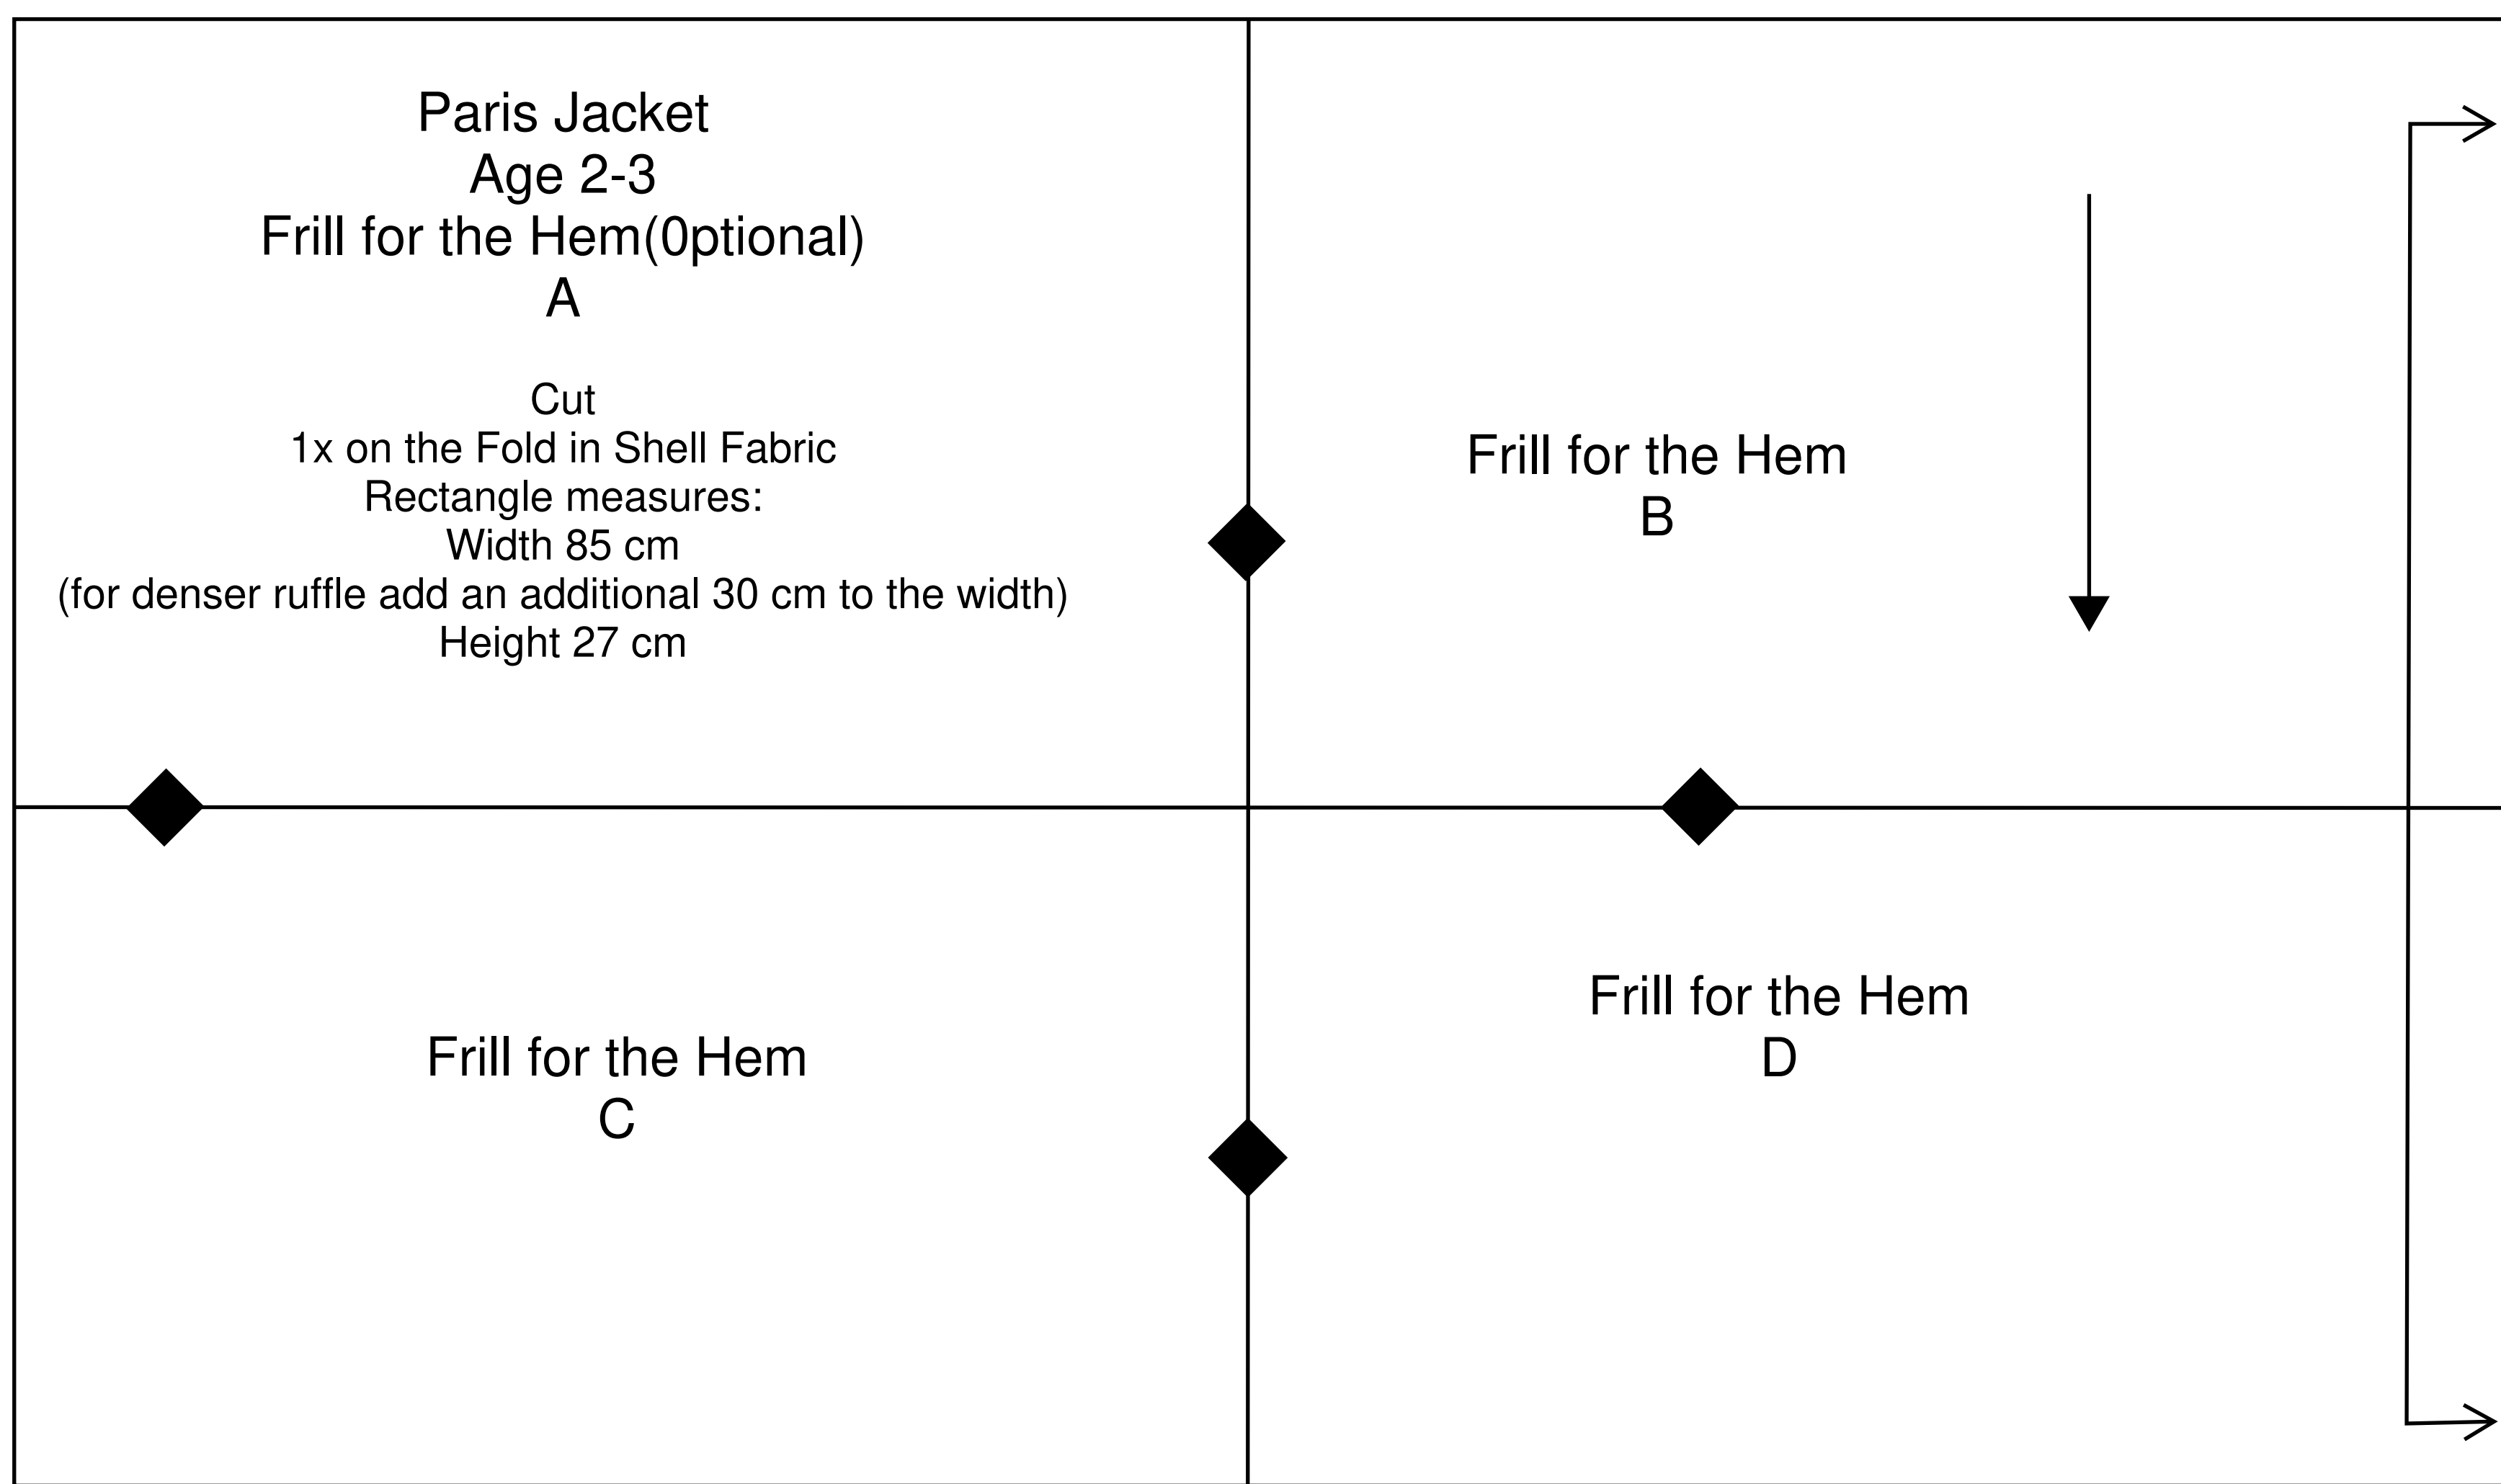 Paris Jacket
Age 2-3
Frill for the Hem(0ptional)
A
Cut
1x on the Fold in Shell Fabric
Rectangle measures:
Width 85 cm
(for denser ruffle add an additional 30 cm to the width)
Height 27 cm
Frill for the Hem
B
Frill for the Hem
C
Frill for the Hem
D